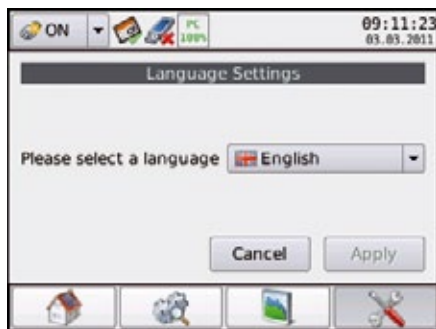 ON PC 100% 09:11:23
03.03.2011
Language Settings
Please select a language English
Cancel Apply